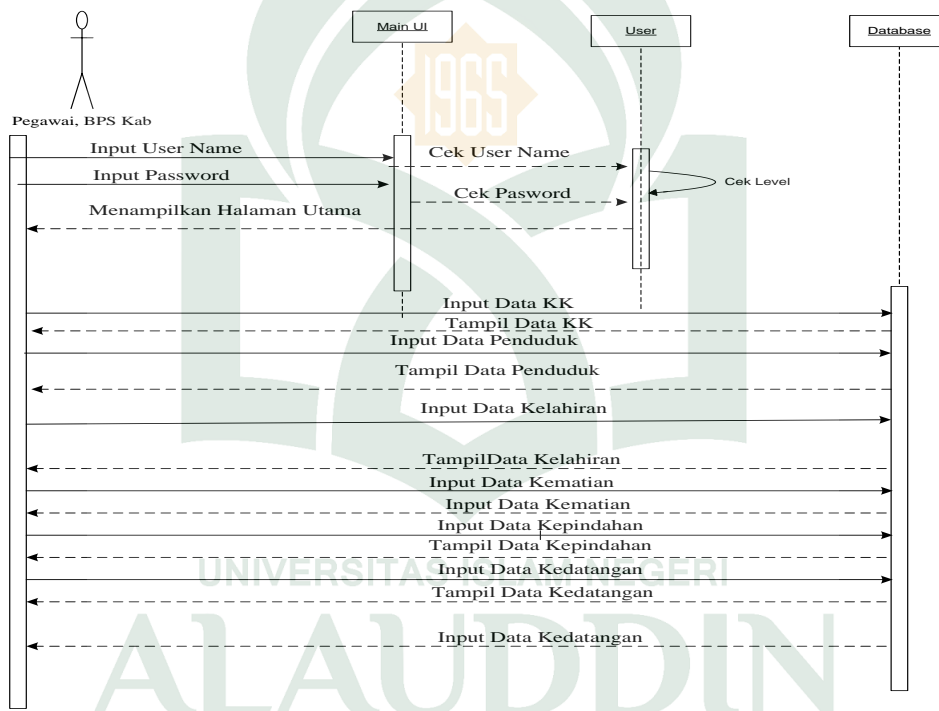 Main UI
User
Database
1965
Pegawai, BPS Kab
Input User Name
Cek User Name
Input Password
Cek Level
Cek Pasword
Menampilkan Halaman Utama
Input Data KK
Tampil Data KK
Input Data Penduduk
Tampil Data Penduduk
Input Data Kelahiran
TampilData Kelahiran
Input Data Kematian
Input Data Kematian
Input Data Kepindahan
Tampil Data Kepindahan
Input Data Kedatangan
UNIVERSITAS ISLAM NEGERI
Tampil Data Kedatangan
Input Data Kedatangan
ALAUDDIN